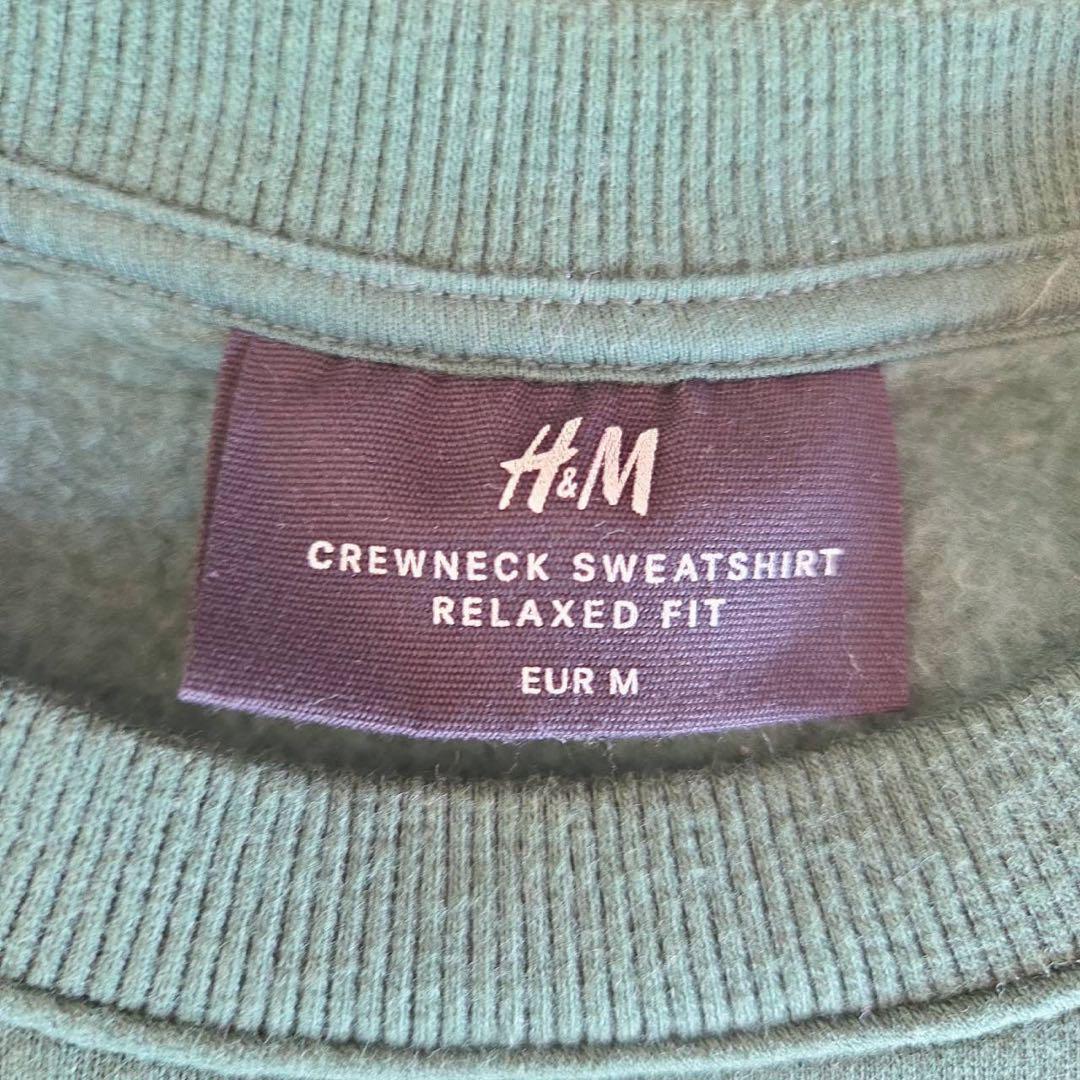 H&M
CREWNECK SWEATSHIRT
RELAXED FIT
EUR M